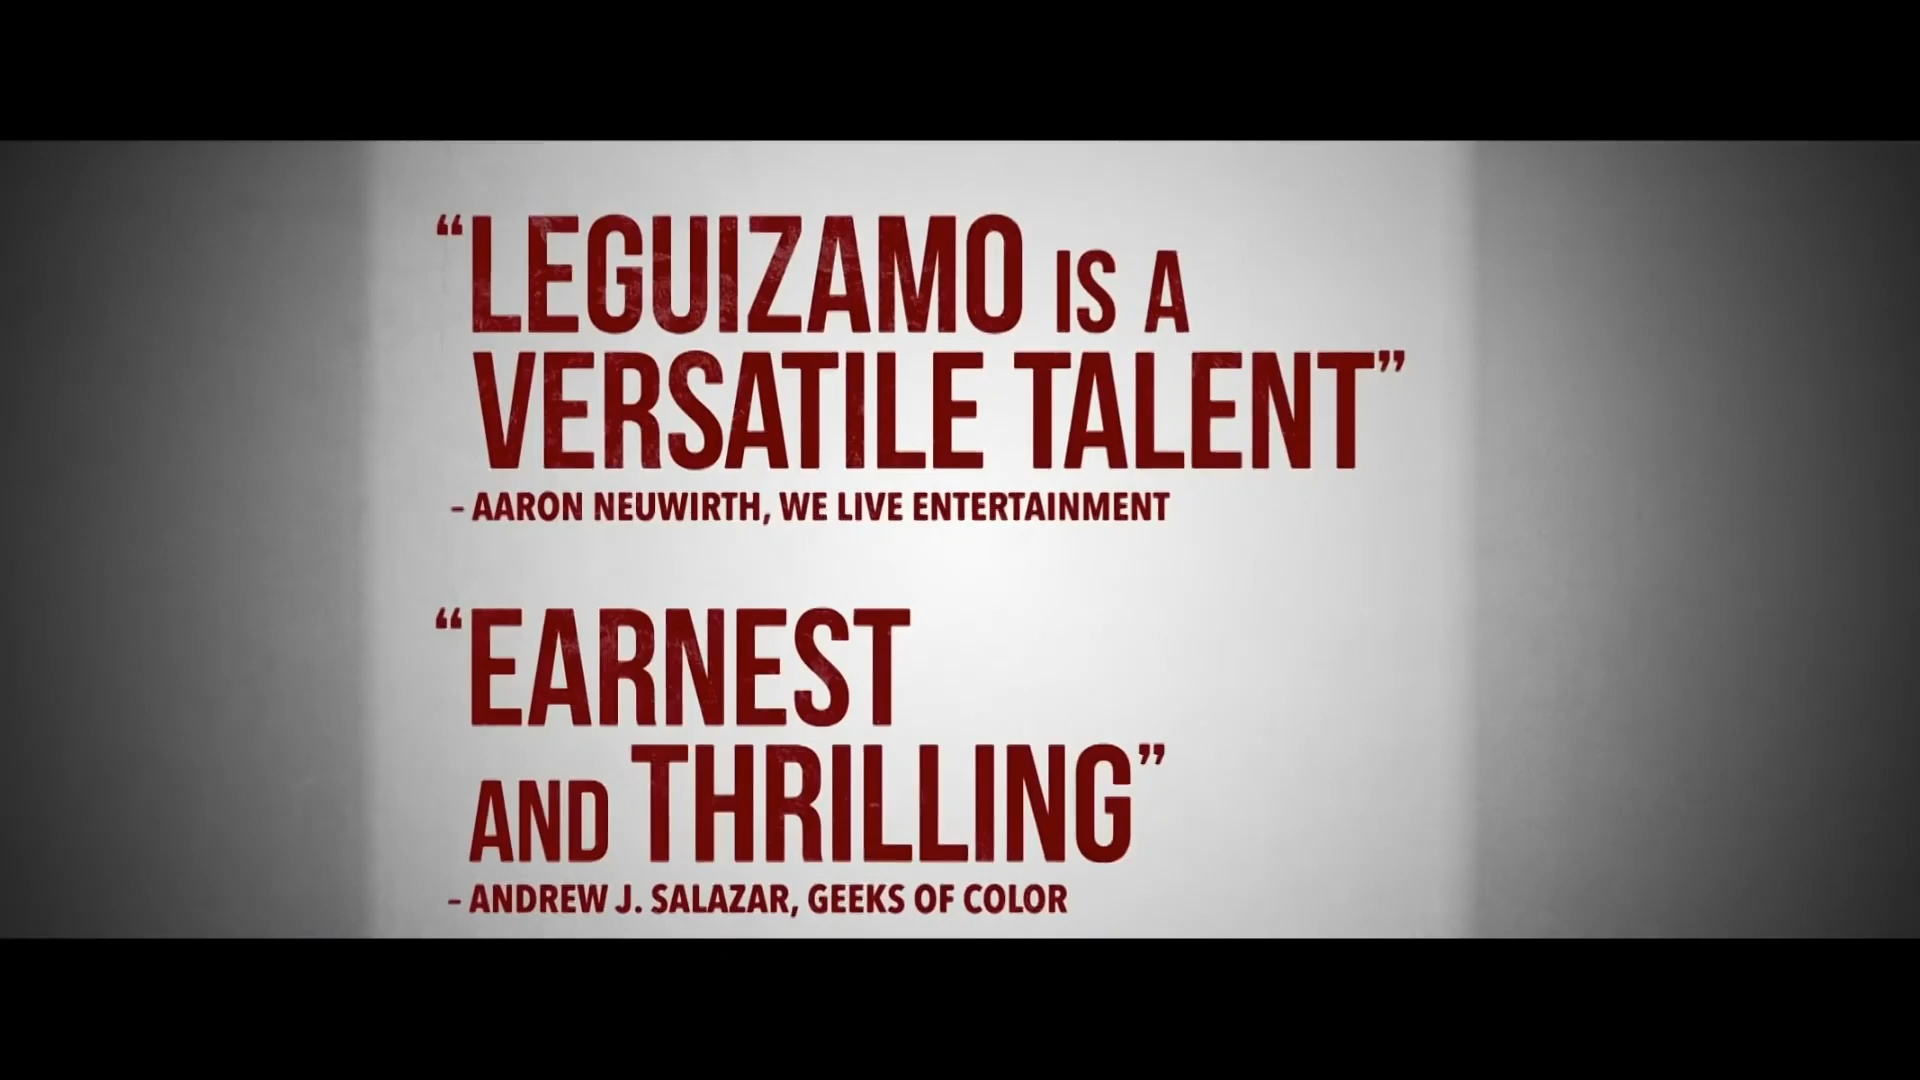 “LEGUIZAMO IS A
VERSATILE TALENT”
– AARON NEUWIRTH, WE LIVE ENTERTAINMENT
“EARNEST
AND THRILLING”
– ANDREW J. SALAZAR, GEEKS OF COLOR